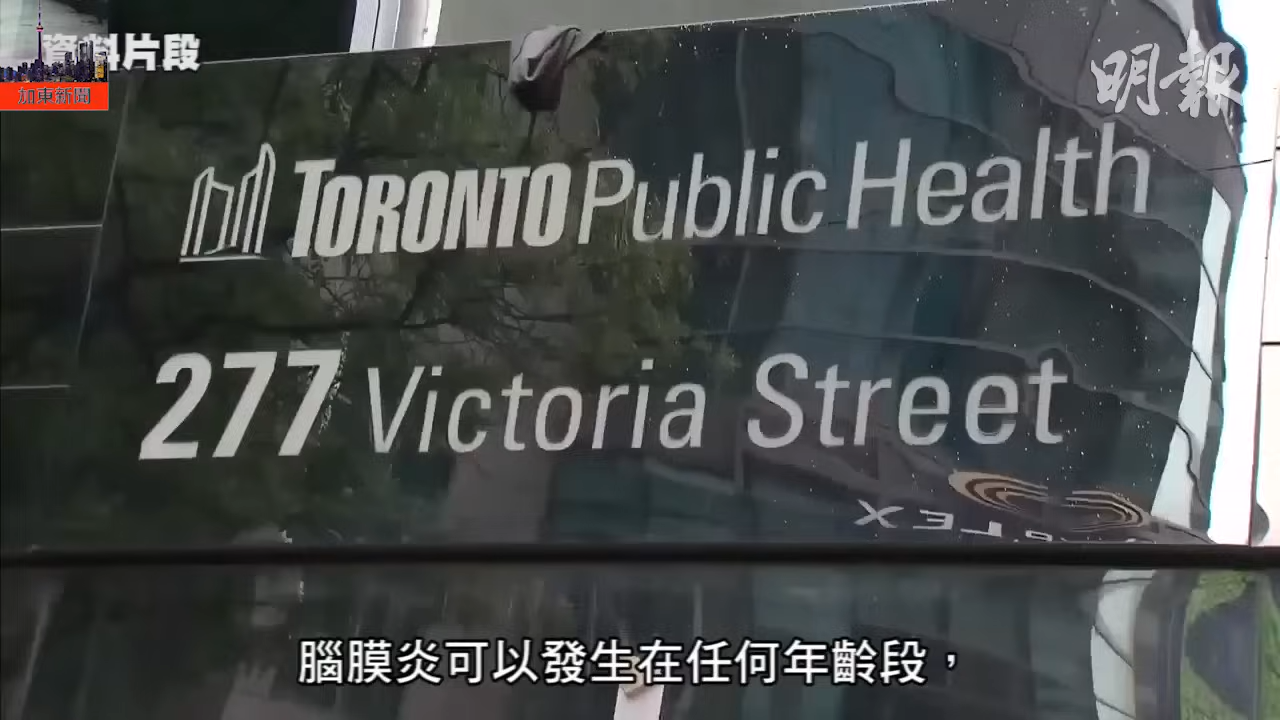 資料片段
加東新聞
明報
TORONTO Public Health
277 Victoria Street
腦膜炎可以發生在任何年齡段，